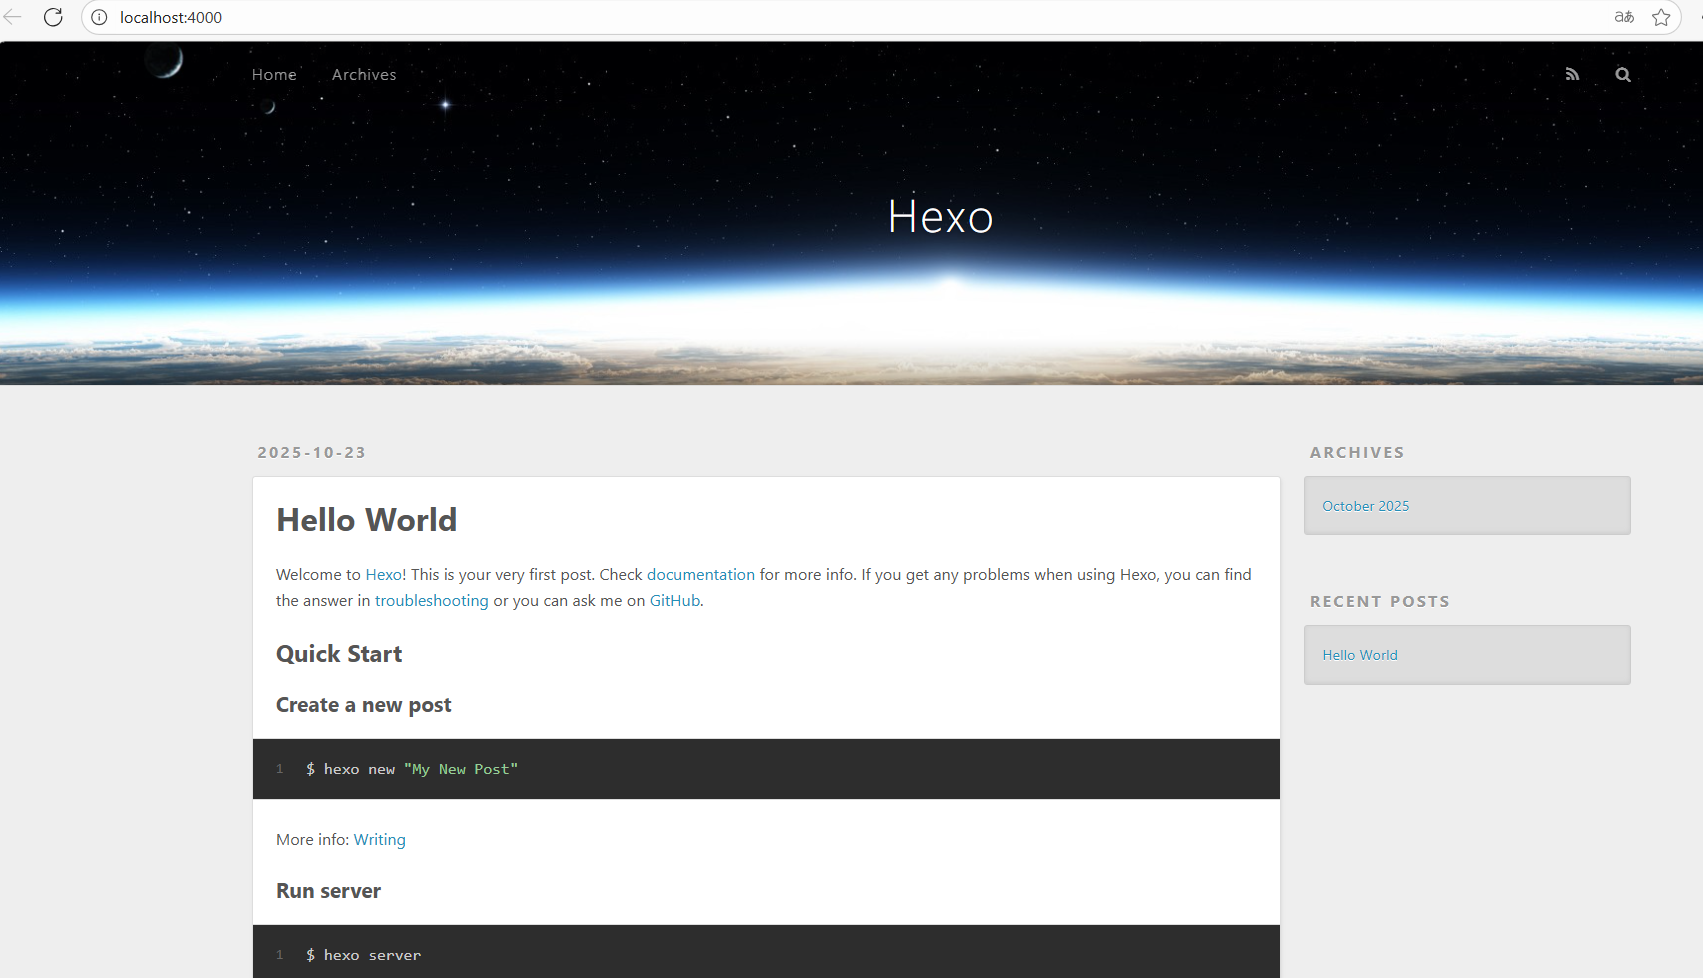 localhost:4000
aあ
Home
Archives
Hexo
2025-10-23
Hello World
Welcome to Hexo! This is your very first post. Check documentation for more info. If you get any problems when using Hexo, you can find
the answer in troubleshooting or you can ask me on GitHub.
Quick Start
Create a new post
1 $ hexo new "My New Post"
More info: Writing
Run server
1 $ hexo server
ARCHIVES
October 2025
RECENT POSTS
Hello World